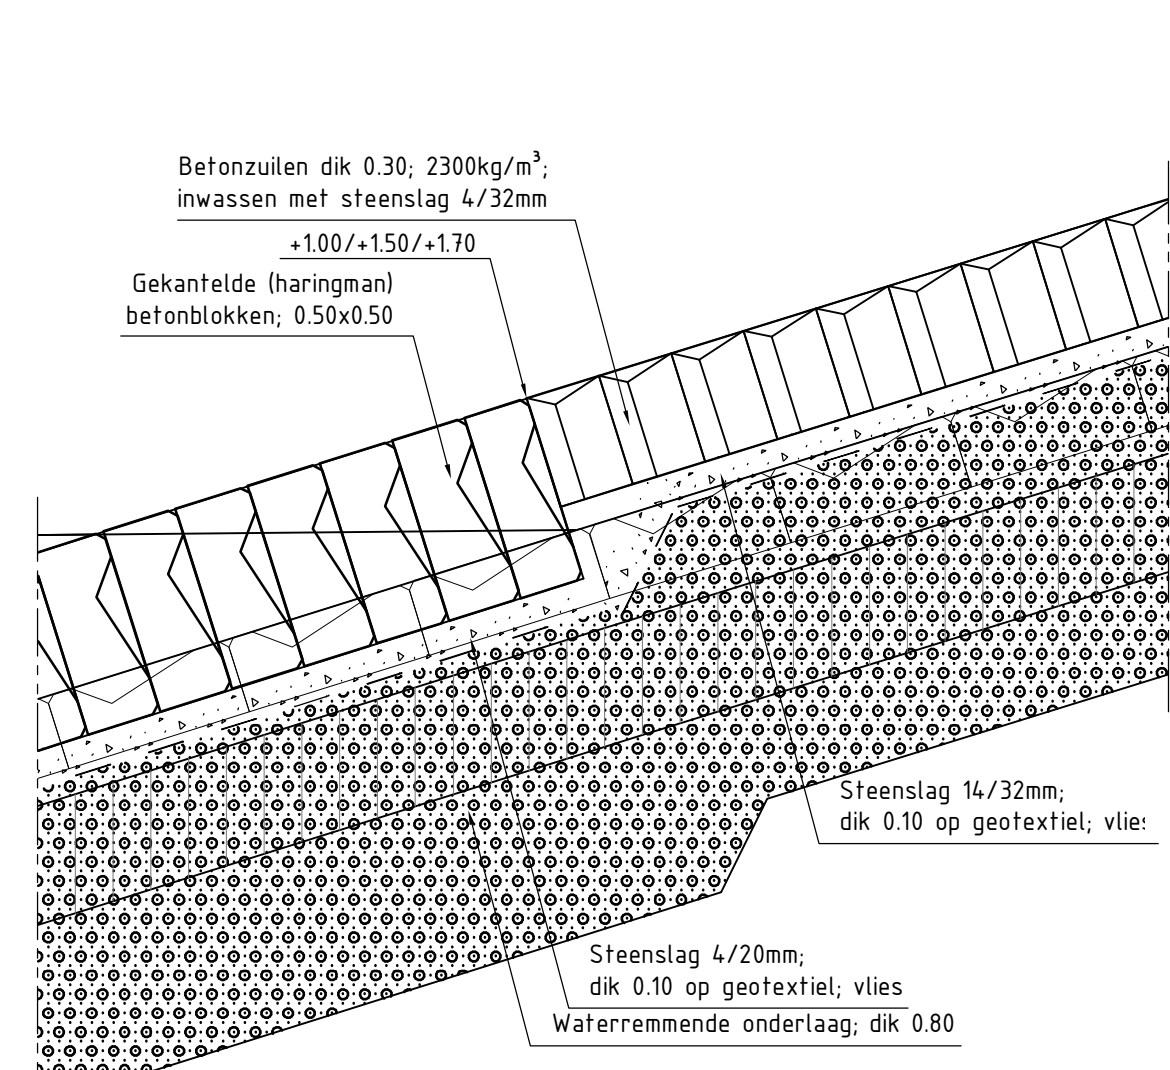 Betonzuilen dik 0.30; 2300kg/m³;
inwassen met steenslag 4/32mm
+1.00/+1.50/+1.70
Gekantelde (haringman)
betonblokken; 0.50x0.50
Steenslag 14/32mm;
dik 0.10 op geotextiel;
Steenslag 4/20mm;
dik 0.10 op geotextiel; vlies
Waterremmende onderlaag; dik 0.80